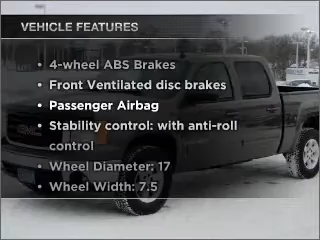 VEHICLE FEATURES
• 4-wheel ABS Brakes
• Front Ventilated disc brakes
• Passenger Airbag
• Stability control: with anti-roll
control
• Wheel Diameter: 17
• Wheel Width: 7.5
GMC